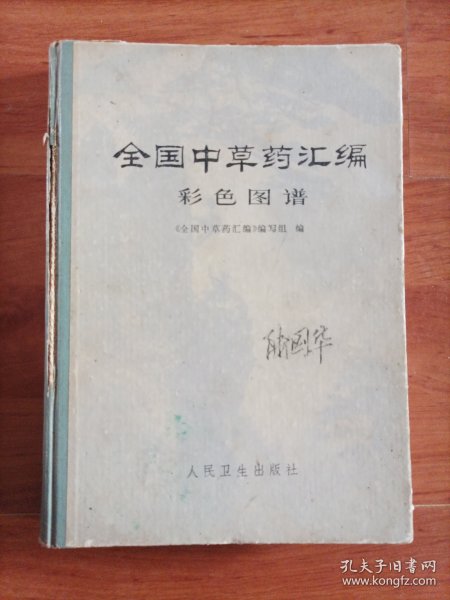 全国中草药汇编
彩色图谱
《全国中草药汇编》编写组 编
国华
人民卫生出版社
孔夫子旧书网
www.kongfz.com